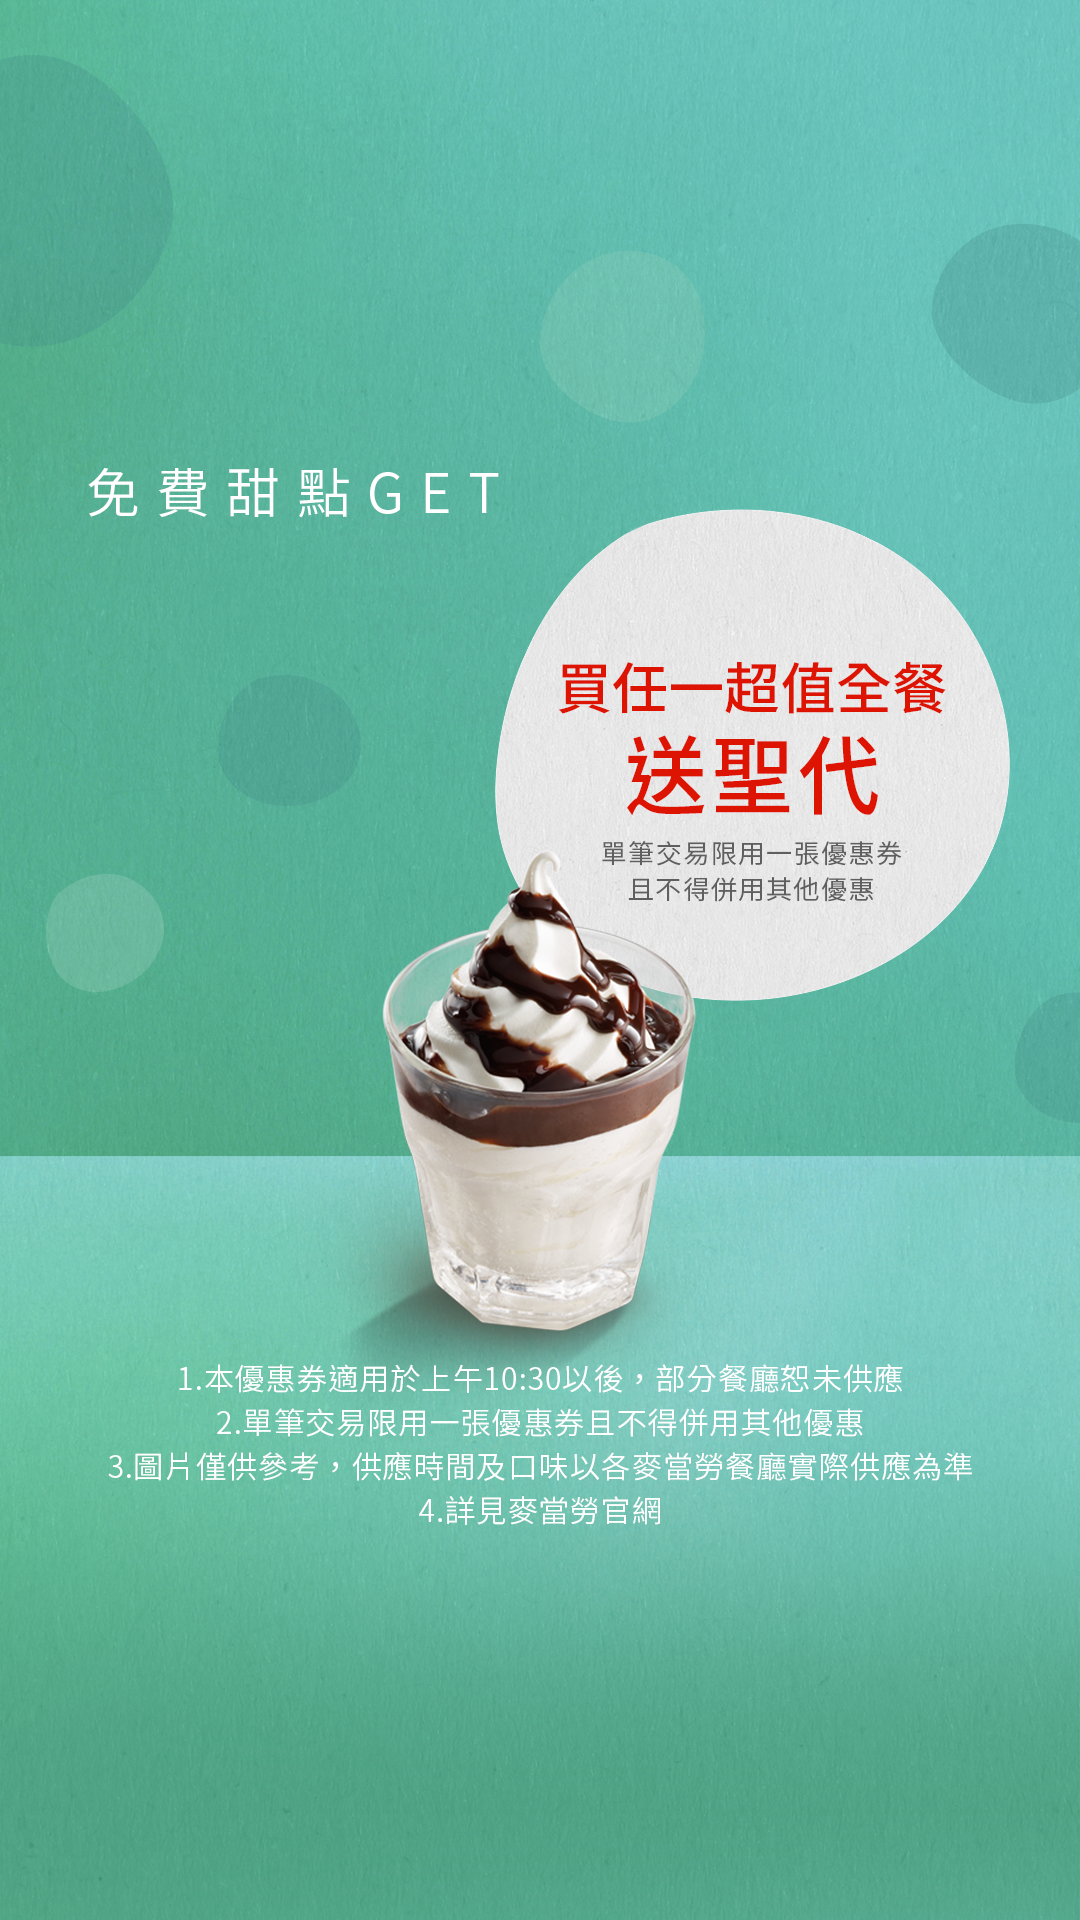 免費甜點GET
買任一超值全餐
送聖代
單筆交易限用一張優惠券
且不得併用其他優惠
1.本優惠券適用於上午10:30以後，部分餐廳恕未供應
2.單筆交易限用一張優惠券且不得併用其他優惠
3.圖片僅供參考，供應時間及口味以各麥當勞餐廳實際供應為準
4.詳見麥當勞官網